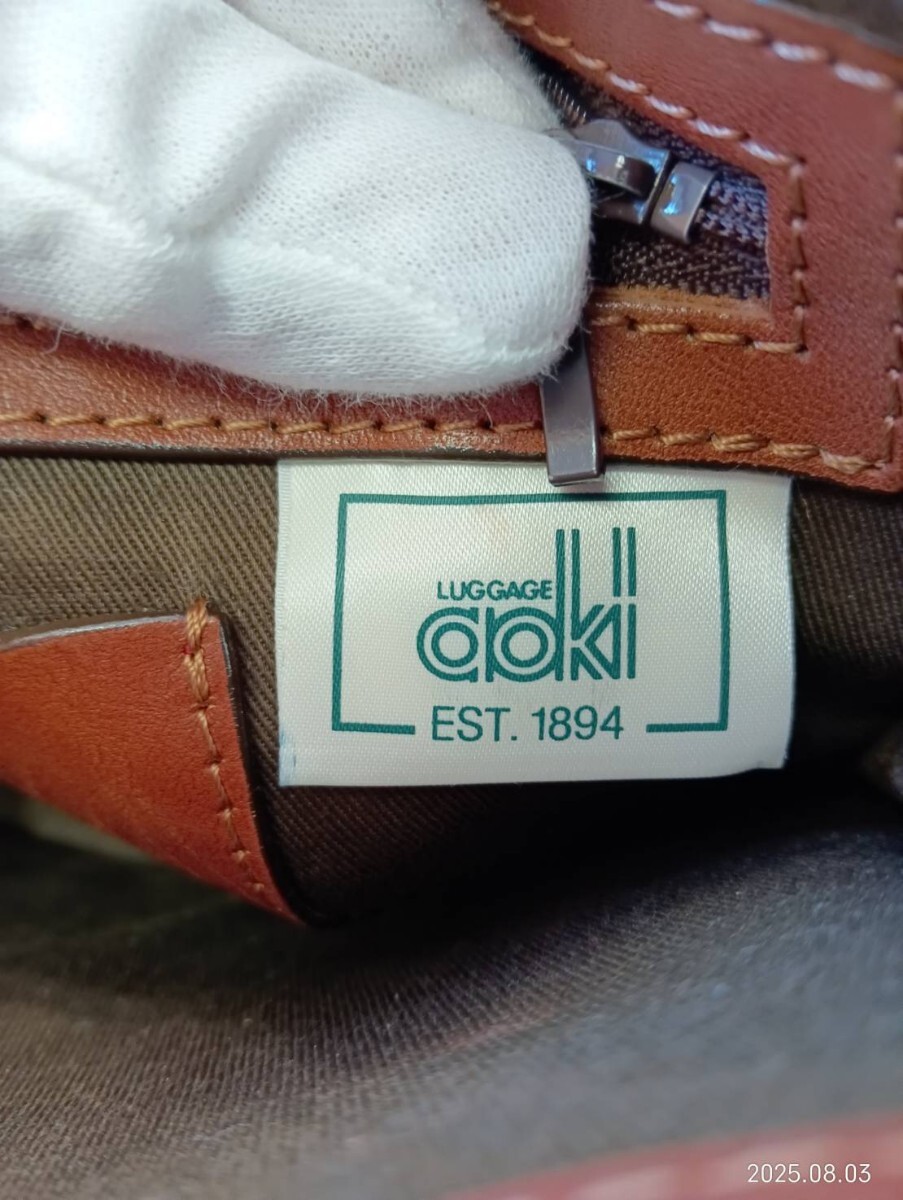 LUGGAGE
aoki
EST. 1894
2025.08.03